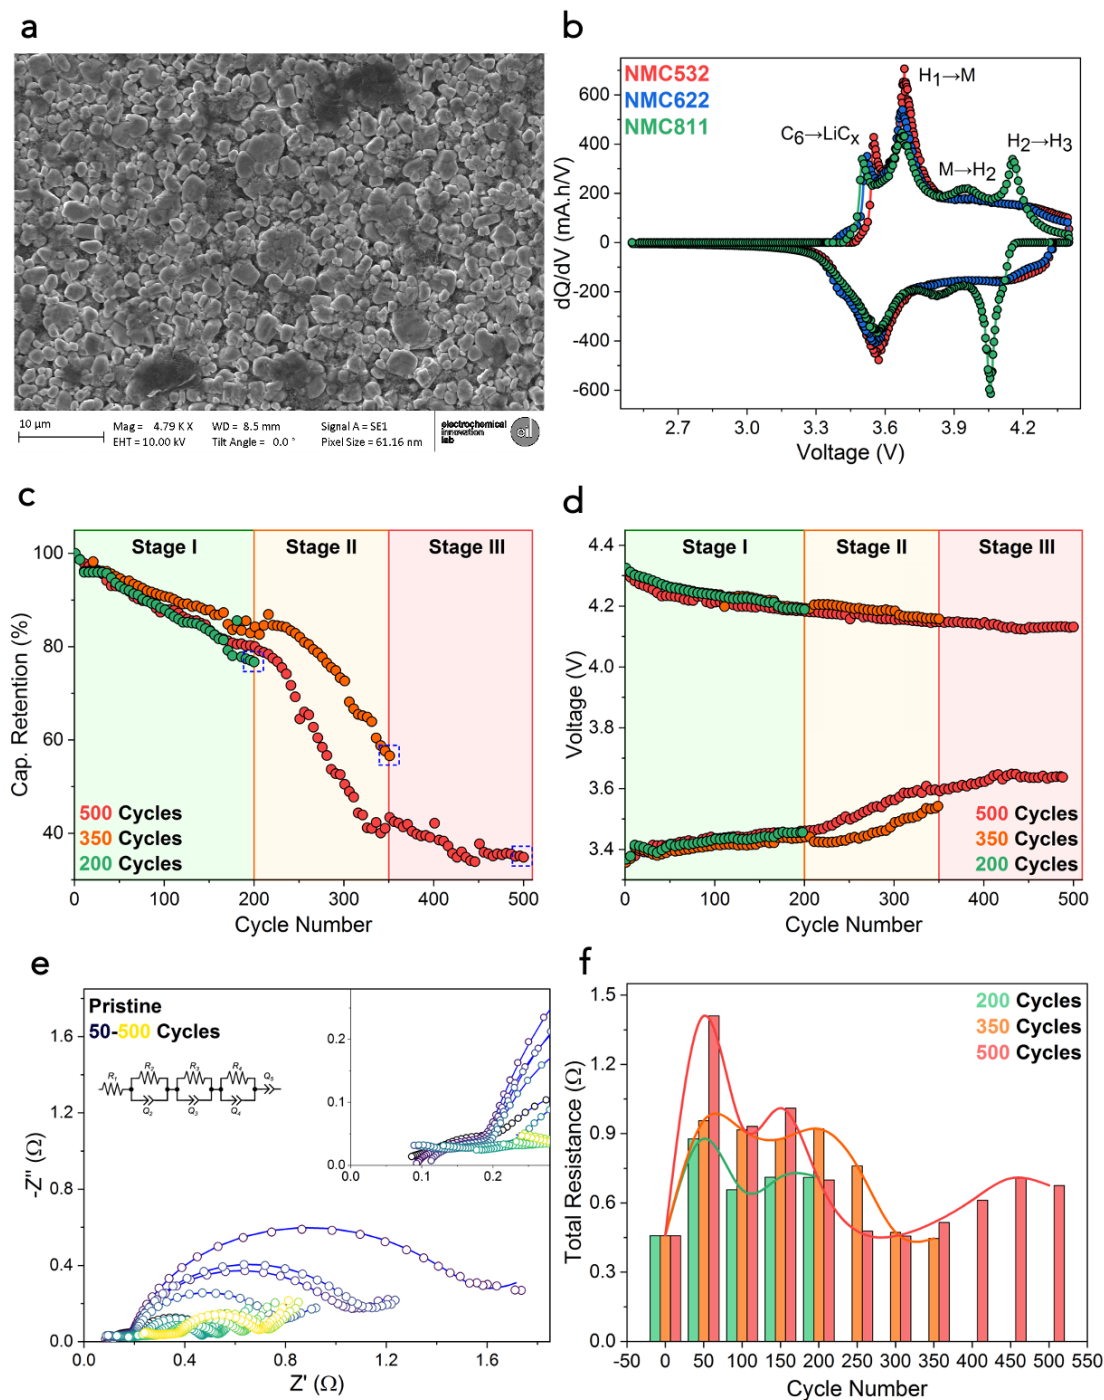 a
10 µm
Mag = 4.79 K X
WD = 8.5 mm
Signal A = SE1
EHT = 10.00 kV
Tilt Angle = 0.0 °
Pixel Size = 61.16 nm
electrochemical
innovation
lab
eil
b
NMC532
NMC622
NMC811
H1→M
C6→LiCx
M→H2
H2→H3
dQ/dV (mA.h/V)
600
400
200
0
-200
-400
-600
2.7
3.0
3.3
3.6
3.9
4.2
Voltage (V)
c
Stage I
Stage II
Stage III
Cap. Retention (%)
100
80
60
40
500 Cycles
350 Cycles
200 Cycles
0
100
200
300
400
500
Cycle Number
d
Stage I
Stage II
Stage III
Voltage (V)
4.4
4.2
4.0
3.8
3.6
3.4
500 Cycles
350 Cycles
200 Cycles
0
100
200
300
400
500
Cycle Number
e
Pristine
50-500 Cycles
R1
R2
R3
R4
Q2
Q3
Q4
Q5
-Z'' (Ω)
1.6
1.2
0.8
0.4
0.0
0.0
0.4
0.8
1.2
1.6
Z' (Ω)
0.2
0.1
0.0
0.1
0.2
f
200 Cycles
350 Cycles
500 Cycles
Total Resistance (Ω)
1.5
1.2
0.9
0.6
0.3
0.0
-50
0
50
100
150
200
250
300
350
400
450
500
550
Cycle Number